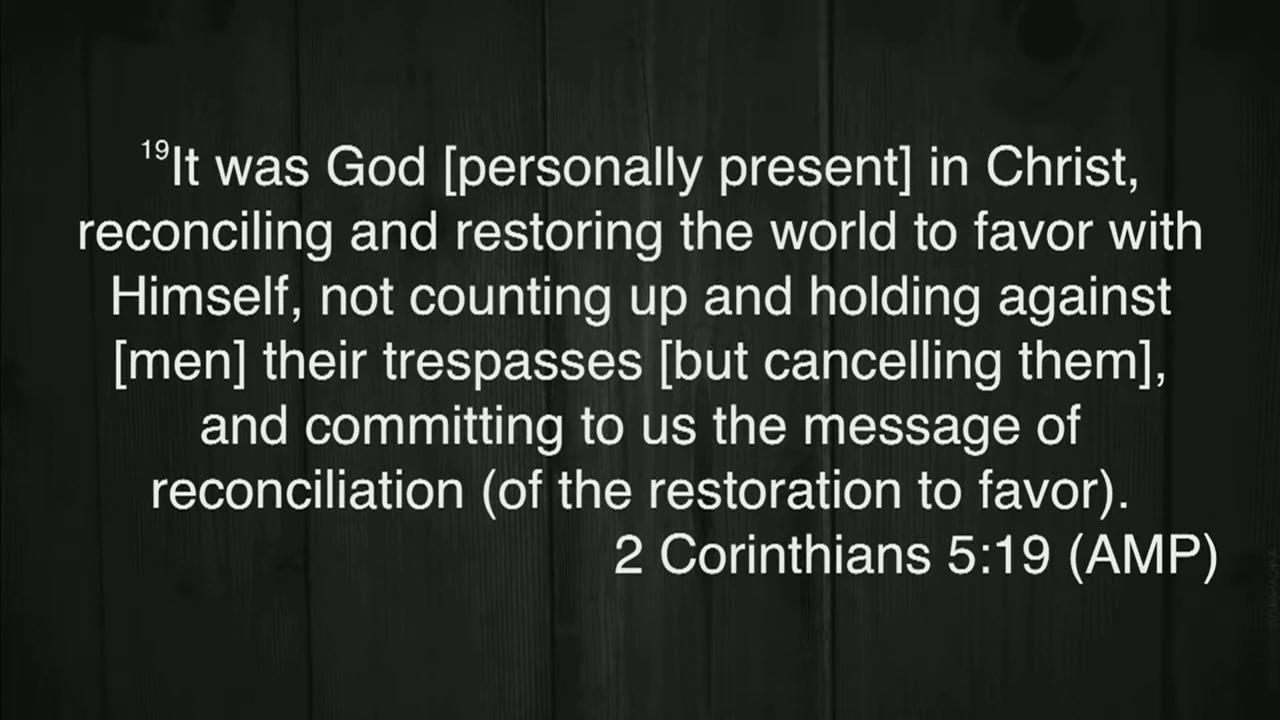 19It was God [personally present] in Christ,
reconciling and restoring the world to favor with
Himself, not counting up and holding against
[men] their trespasses [but cancelling them],
and committing to us the message of
reconciliation (of the restoration to favor).
2 Corinthians 5:19 (AMP)